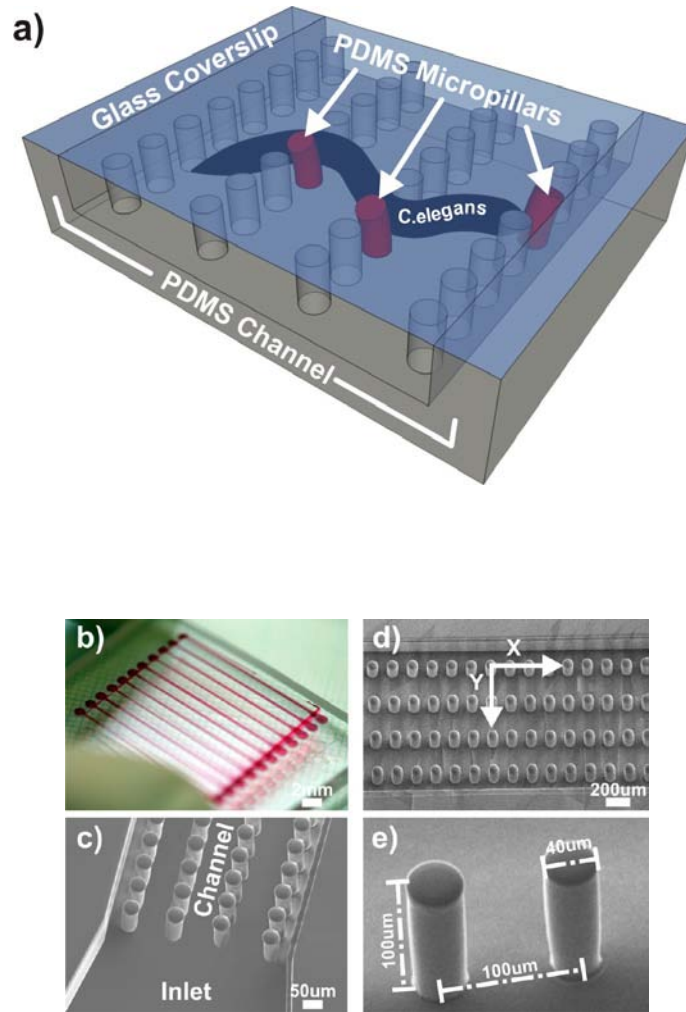 a)
Glass Coverslip
PDMS Micropillars
C.elegans
PDMS Channel
b)
2mm
d)
X
Y
200um
c)
Channel
Inlet
50um
e)
40um
100um
100um